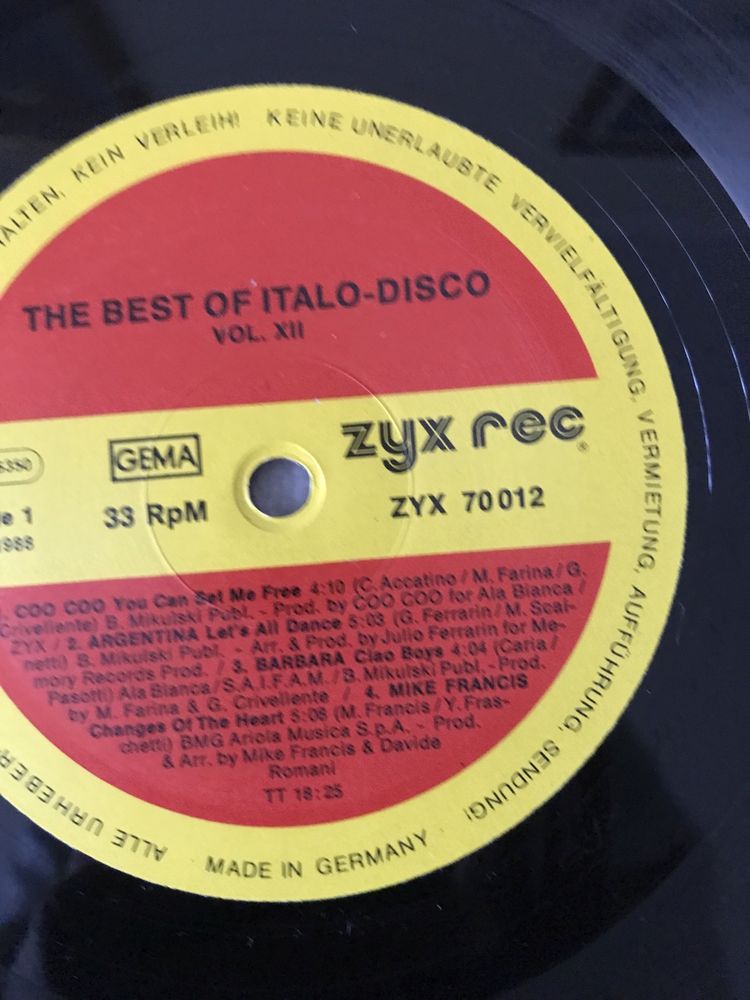 KEIN VERLEIH! KEINE UNERLAUBTE VERVIELFÄLTIGUNG, VERMIETUNG, AUFFÜHRUNG, SENDUNG!
THE BEST OF ITALO-DISCO
VOL. XII
GEMA
zyx rec
®
33 RpM
ZYX 70012
1
1988
COO COO You Can Set Me Free 4:10 (C. Accatino / M. Farina / G.
Crivellente) B. Mikulski Publ. - Prod. by COO COO for Ala Bianca /
ZYX / 2. ARGENTINA Let's All Dance 5:03 (G. Ferrarin / M. Scai-
netti) B. Mikulski Publ. - Arr. & Prod. by Julio Ferrarin for Me-
mory Records Prod. / 3. BARBARA Ciao Boys 4:04 (Caria /
Pasotti) Ala Bianca / S.A.I.F.A.M. / B. Mikulski Publ. - Prod.
by M. Farina & G. Crivellente / 4. MIKE FRANCIS
Changes Of The Heart 5:06 (M. Francis / Y. Fras-
chetti) BMG Ariola Musica S.p.A. - Prod.
& Arr. by Mike Francis & Davide
Romani
TT 18:25
ALLE
MADE IN GERMANY